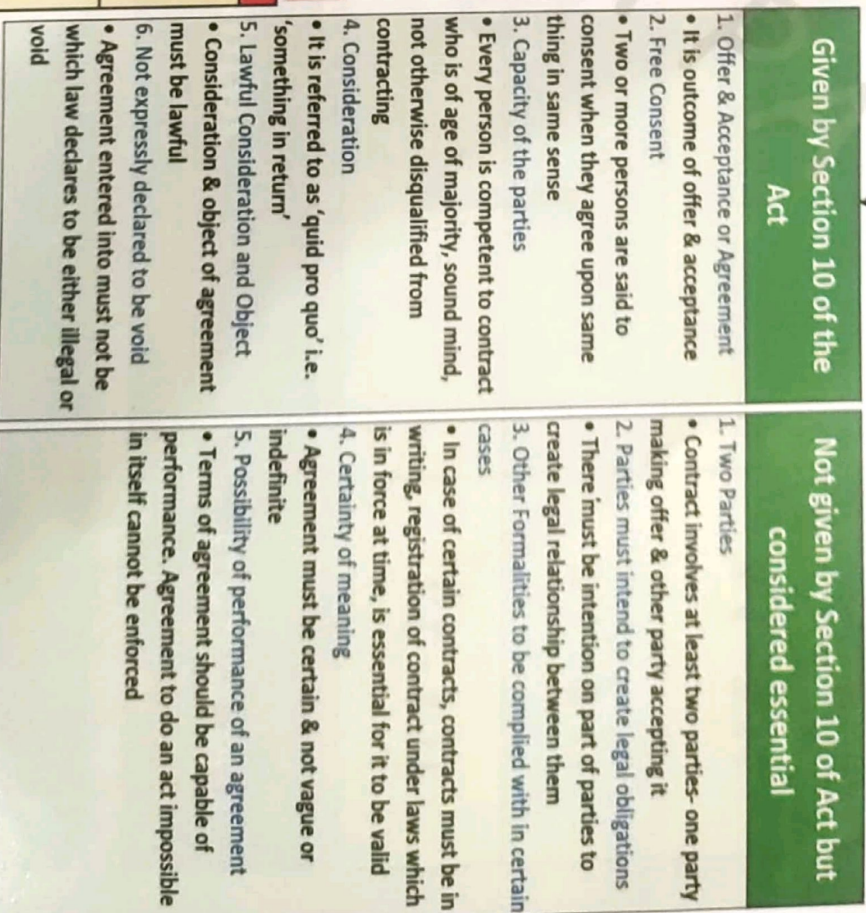 Given by Section 10 of the
Act
1. Offer & Acceptance or Agreement
• It is outcome of offer & acceptance
2. Free Consent
• Two or more persons are said to
consent when they agree upon same
thing in same sense
3. Capacity of the parties
• Every person is competent to contract
who is of age of majority, sound mind,
not otherwise disqualified from
contracting
4. Consideration
• It is referred to as 'quid pro quo' i.e.
'something in return'
5. Lawful Consideration and Object
• Consideration & object of agreement
must be lawful
6. Not expressly declared to be void
• Agreement entered into must not be
which law declares to be either illegal or
void
Not given by Section 10 of Act but
considered essential
1. Two Parties
• Contract involves at least two parties- one party
making offer & other party accepting it
2. Parties must intend to create legal obligations
• There must be intention on part of parties to
create legal relationship between them
3. Other Formalities to be complied with in certain
cases
• In case of certain contracts, contracts must be in
writing, registration of contract under laws which
is in force at time, is essential for it to be valid
4. Certainty of meaning
• Agreement must be certain & not vague or
indefinite
5. Possibility of performance of an agreement
• Terms of agreement should be capable of
performance. Agreement to do an act impossible
in itself cannot be enforced